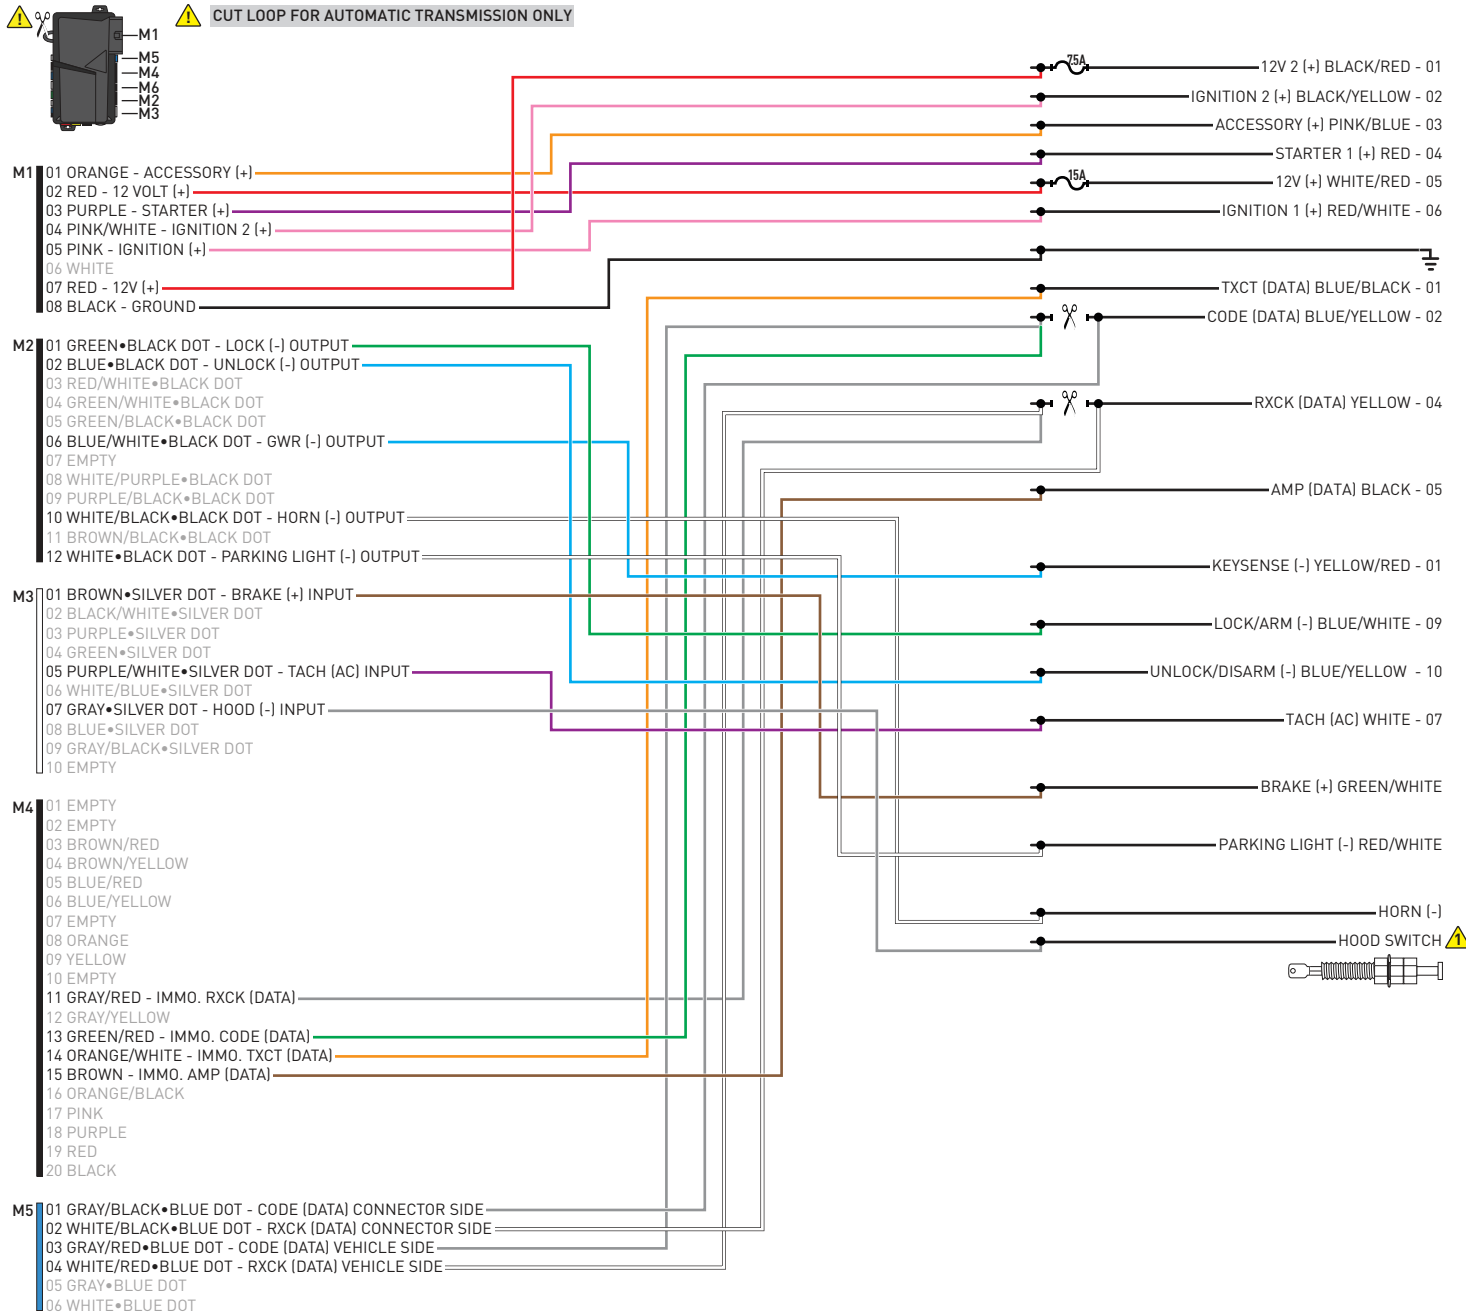 CUT LOOP FOR AUTOMATIC TRANSMISSION ONLY
M1
M5
M4
M6
M2
M3
M1
01 ORANGE - ACCESSORY (+)
02 RED - 12 VOLT (+)
03 PURPLE - STARTER (+)
04 PINK/WHITE - IGNITION 2 (+)
05 PINK - IGNITION (+)
06 WHITE
07 RED - 12V (+)
08 BLACK - GROUND
M2
01 GREEN•BLACK DOT - LOCK (-) OUTPUT
02 BLUE•BLACK DOT - UNLOCK (-) OUTPUT
03 RED/WHITE•BLACK DOT
04 GREEN/WHITE•BLACK DOT
05 GREEN/BLACK•BLACK DOT
06 BLUE/WHITE•BLACK DOT - GWR (-) OUTPUT
07 EMPTY
08 WHITE/PURPLE•BLACK DOT
09 PURPLE/BLACK•BLACK DOT
10 WHITE/BLACK•BLACK DOT - HORN (-) OUTPUT
11 BROWN/BLACK•BLACK DOT
12 WHITE•BLACK DOT - PARKING LIGHT (-) OUTPUT
M3
01 BROWN•SILVER DOT - BRAKE (+) INPUT
02 BLACK/WHITE•SILVER DOT
03 PURPLE•SILVER DOT
04 GREEN•SILVER DOT
05 PURPLE/WHITE•SILVER DOT - TACH (AC) INPUT
06 WHITE/BLUE•SILVER DOT
07 GRAY•SILVER DOT - HOOD (-) INPUT
08 BLUE•SILVER DOT
09 GRAY/BLACK•SILVER DOT
10 EMPTY
M4
01 EMPTY
02 EMPTY
03 BROWN/RED
04 BROWN/YELLOW
05 BLUE/RED
06 BLUE/YELLOW
07 EMPTY
08 ORANGE
09 YELLOW
10 EMPTY
11 GRAY/RED - IMMO. RXCK (DATA)
12 GRAY/YELLOW
13 GREEN/RED - IMMO. CODE (DATA)
14 ORANGE/WHITE - IMMO. TXCT (DATA)
15 BROWN - IMMO. AMP (DATA)
16 ORANGE/BLACK
17 PINK
18 PURPLE
19 RED
20 BLACK
M5
01 GRAY/BLACK•BLUE DOT - CODE (DATA) CONNECTOR SIDE
02 WHITE/BLACK•BLUE DOT - RXCK (DATA) CONNECTOR SIDE
03 GRAY/RED•BLUE DOT - CODE (DATA) VEHICLE SIDE
04 WHITE/RED•BLUE DOT - RXCK (DATA) VEHICLE SIDE
05 GRAY•BLUE DOT
06 WHITE•BLUE DOT
7.5A
12V 2 (+) BLACK/RED - 01
IGNITION 2 (+) BLACK/YELLOW - 02
ACCESSORY (+) PINK/BLUE - 03
STARTER 1 (+) RED - 04
15A
12V (+) WHITE/RED - 05
IGNITION 1 (+) RED/WHITE - 06
TXCT (DATA) BLUE/BLACK - 01
CODE (DATA) BLUE/YELLOW - 02
RXCK (DATA) YELLOW - 04
AMP (DATA) BLACK - 05
KEYSENSE (-) YELLOW/RED - 01
LOCK/ARM (-) BLUE/WHITE - 09
UNLOCK/DISARM (-) BLUE/YELLOW - 10
TACH (AC) WHITE - 07
BRAKE (+) GREEN/WHITE
PARKING LIGHT (-) RED/WHITE
HORN (-)
HOOD SWITCH
1